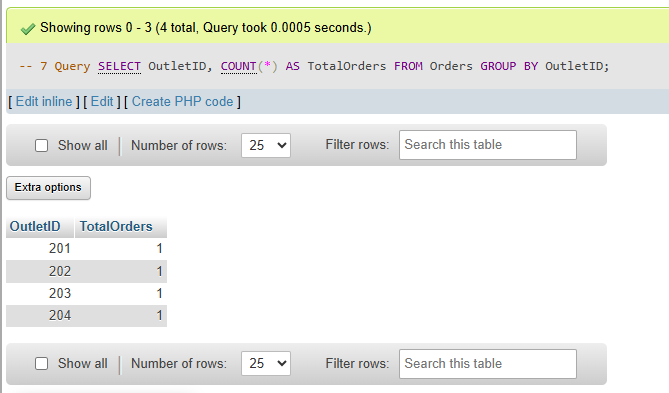 Showing rows 0 - 3 (4 total, Query took 0.0005 seconds.)
-- 7 Query SELECT OutletID, COUNT(*) AS TotalOrders FROM Orders GROUP BY OutletID;
[ Edit inline ] [ Edit ] [ Create PHP code ]
Show all | Number of rows: 25 Filter rows: Search this table
Extra options
OutletID TotalOrders
201 1
202 1
203 1
204 1
Show all | Number of rows: 25 Filter rows: Search this table